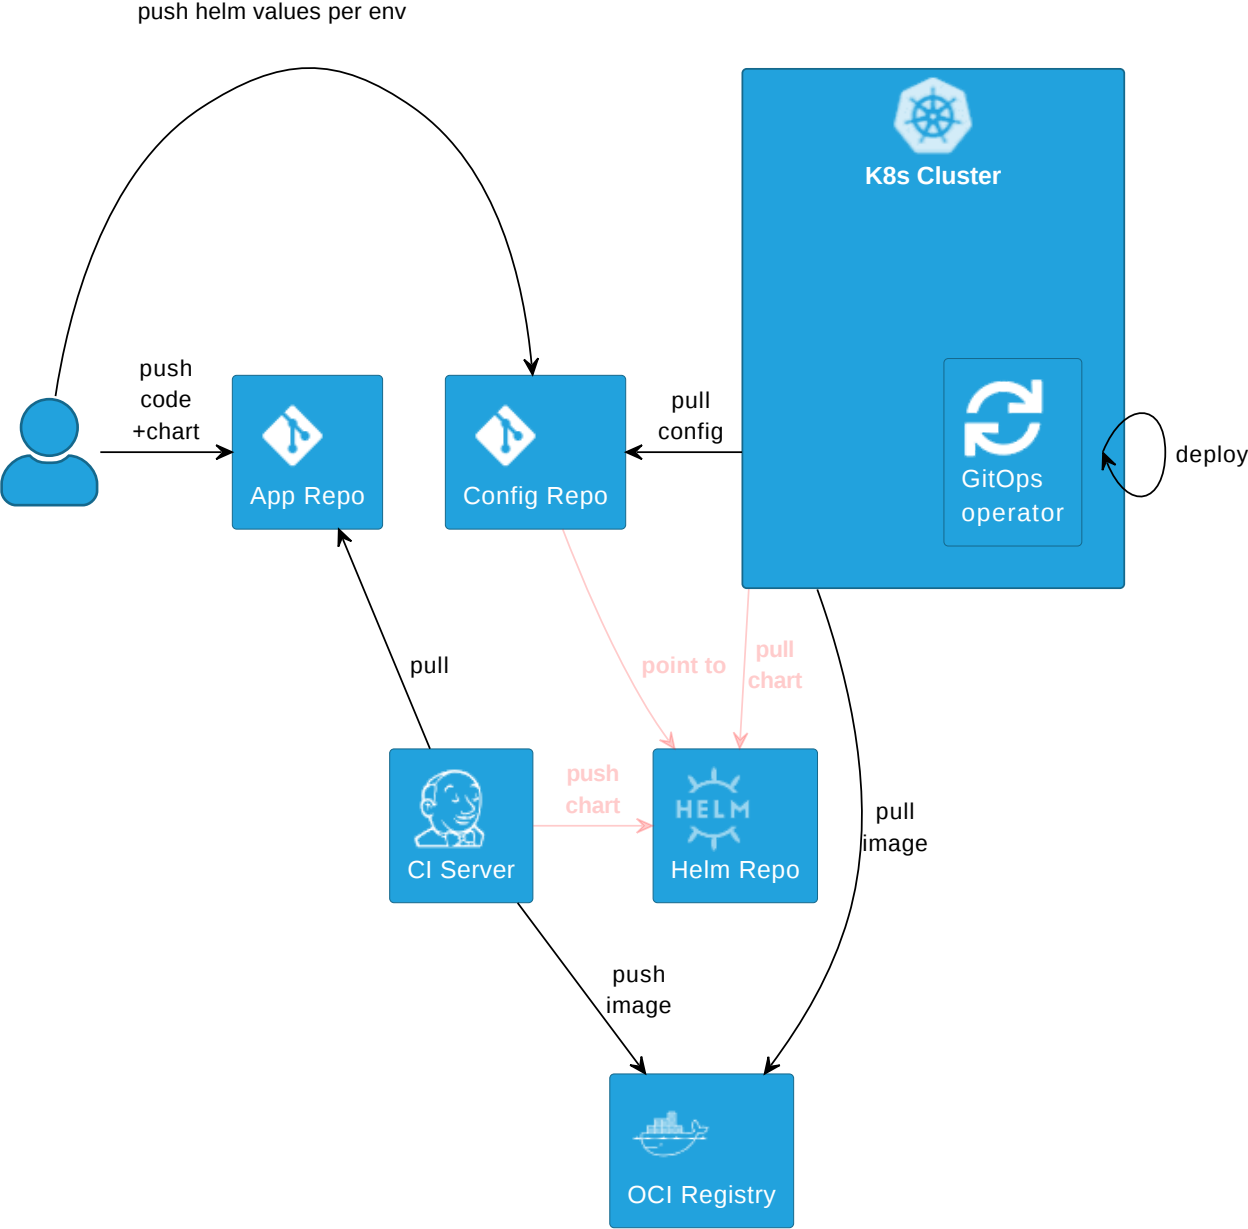 push helm values per env
K8s Cluster
push
code
+chart
App Repo
Config Repo
pull
config
GitOps
operator
deploy
pull
point to
pull
chart
push
chart
CI Server
HELM
Helm Repo
pull
image
push
image
OCI Registry